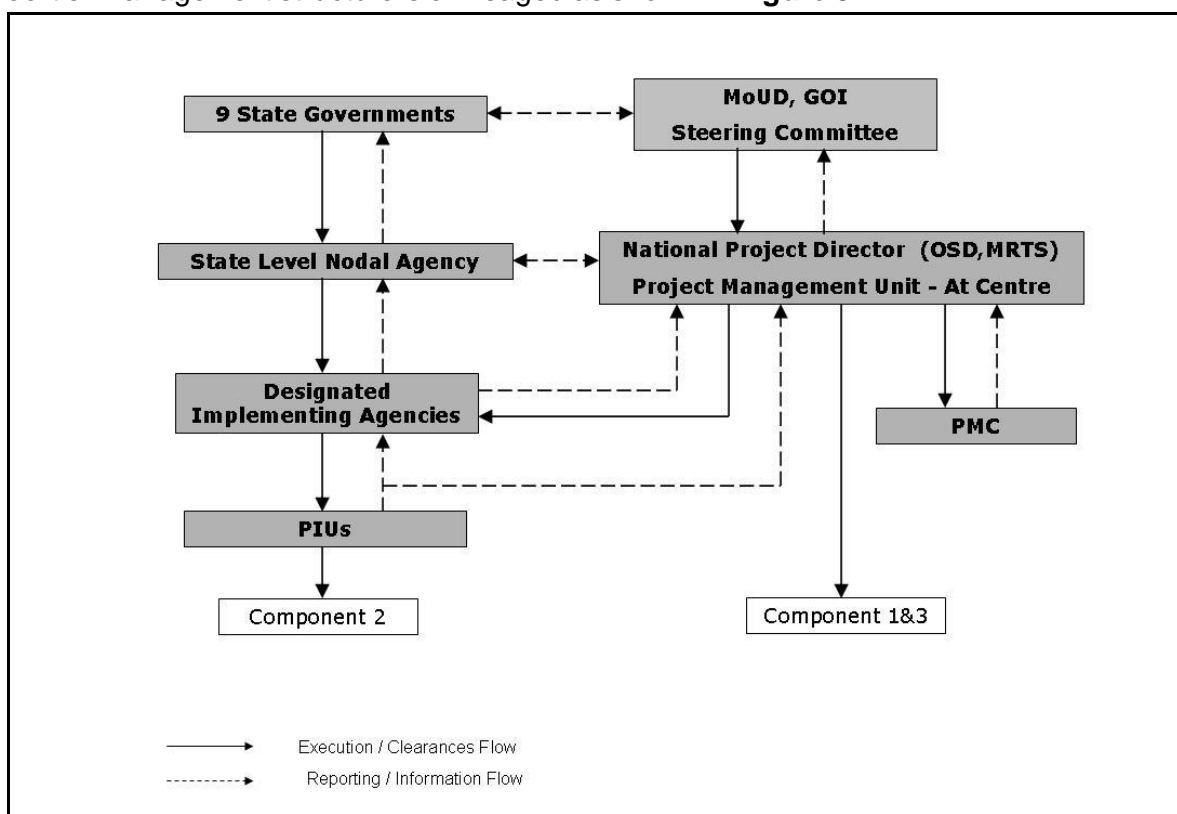 9 State Governments
MoUD, GOI
Steering Committee
State Level Nodal Agency
National Project Director (OSD,MRTS)
Project Management Unit - At Centre
Designated
Implementing Agencies
PMC
PIUs
Component 2
Component 1&3
Execution / Clearances Flow
Reporting / Information Flow